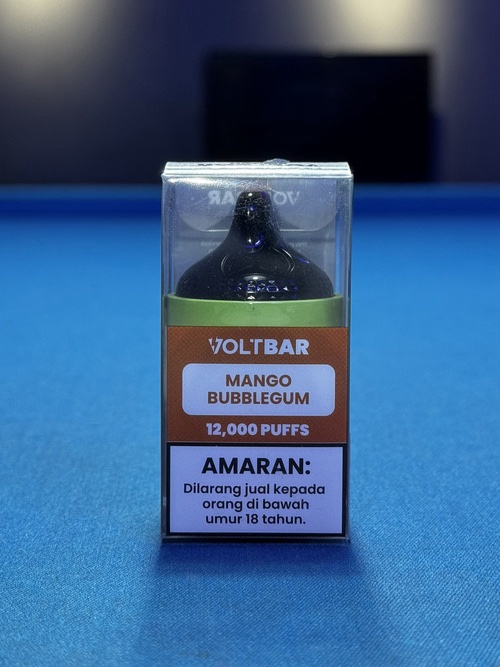 VOLTBAR
MANGO
BUBBLEGUM
12,000 PUFFS
AMARAN:
Dilarang jual kepada
orang di bawah
umur 18 tahun.